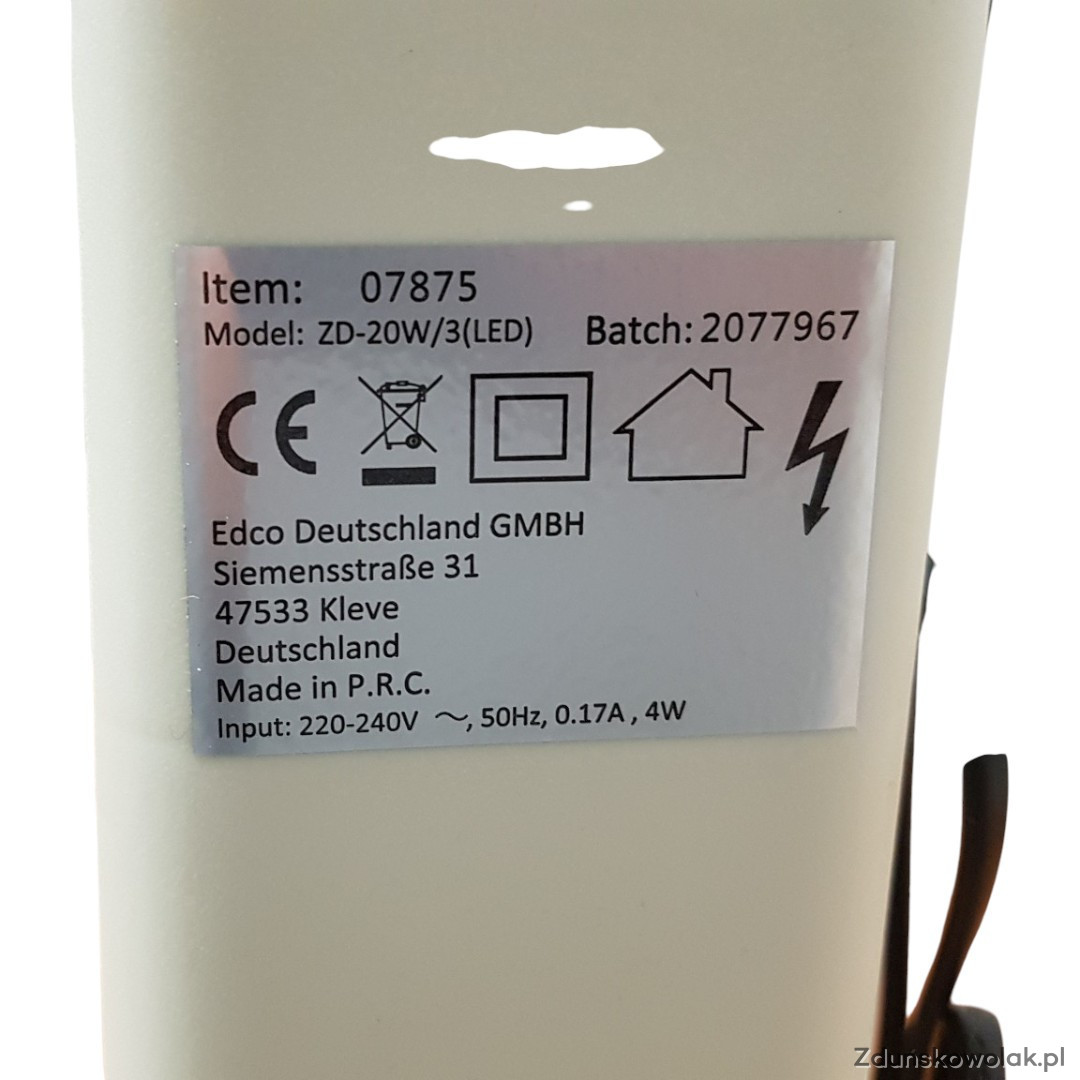 Item: 07875
Model: ZD-20W/3(LED) Batch: 2077967
CE
Edco Deutschland GMBH
Siemensstraße 31
47533 Kleve
Deutschland
Made in P.R.C.
Input: 220-240V ～, 50Hz, 0.17A , 4W
Zduńskowolak.pl